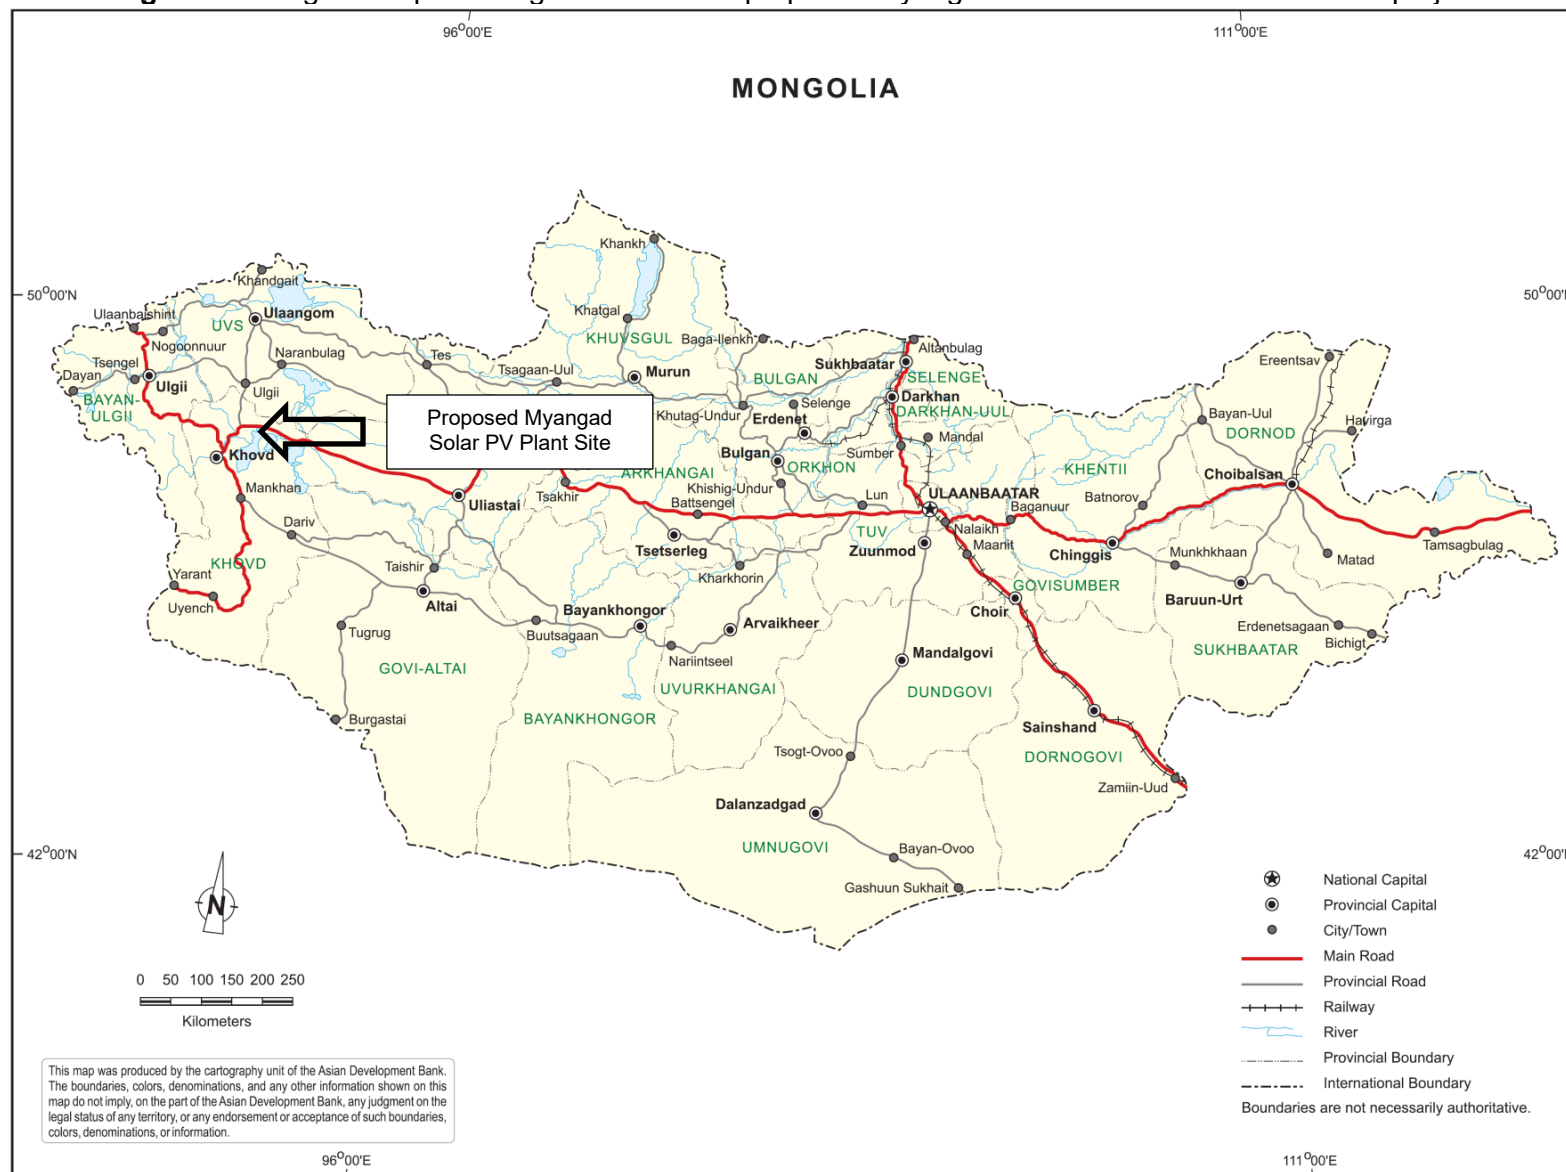 96°00'E
111°00'E
MONGOLIA
50°00'N
50°00'N
Khankh
Khandgait
Ulaanbaishint
Ulaangom
UVS
Khatgal
KHUVSGUL
Baga-Ilenkh
Altanbulag
Nogoonnuur
Naranbulag
Tes
Tsagaan-Uul
Murun
BULGAN
Sukhbaatar
SELENGE
Ereentsav
Tsengel
Dayan
Ulgii
Ulgii
BAYAN-
ULGII
Proposed Myangad
Solar PV Plant Site
Khutag-Undur
Selenge
Erdenet
Darkhan
DARKHAN-UUL
Bayan-Uul
DORNOD
Havirga
Khovd
Bulgan
ORKHON
Sumber
Mandal
KHENTII
Choibalsan
Mankhan
Uliastai
Tsakhir
ARKHANGAI
Khishig-Undur
Battsengel
Lun
ULAANBAATAR
Baganuur
Batnorov
Dariv
Tsetserleg
TUV
Zuunmod
Nalaikh
Maanit
Chinggis
Munkhkhaan
Matad
Tamsagbulag
KHOVD
Yarant
Uyench
Taishir
Altai
Kharkhorin
GOVISUMBER
Choir
Baruun-Urt
Tugrug
Buutsagaan
Bayankhongor
Arvaikheer
Nariintseel
Mandalgovi
Erdenetsagaan
Bichigt
SUKHBAATAR
GOVI-ALTAI
UVURKHANGAI
DUNDGOVI
Burgastai
BAYANKHONGOR
Sainshand
DORNOGOVI
Tsogt-Ovoo
Zamiin-Uud
Dalanzadgad
UMNUGOVI
Bayan-Ovoo
Gashuun Sukhait
42°00'N
42°00'N
N
0 50 100 150 200 250
Kilometers
National Capital
Provincial Capital
City/Town
Main Road
Provincial Road
Railway
River
Provincial Boundary
International Boundary
Boundaries are not necessarily authoritative.
This map was produced by the cartography unit of the Asian Development Bank.
The boundaries, colors, denominations, and any other information shown on this
map do not imply, on the part of the Asian Development Bank, any judgment on the
legal status of any territory, or any endorsement or acceptance of such boundaries,
colors, denominations, or information.
96°00'E
111°00'E